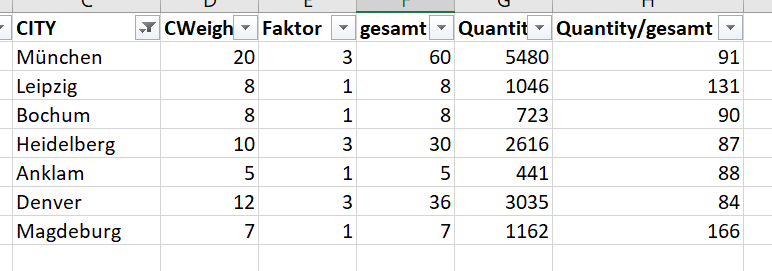 C D E F G H
CITY CWeigh Faktor gesamt Quantit Quantity/gesamt
München 20 3 60 5480 91
Leipzig 8 1 8 1046 131
Bochum 8 1 8 723 90
Heidelberg 10 3 30 2616 87
Anklam 5 1 5 441 88
Denver 12 3 36 3035 84
Magdeburg 7 1 7 1162 166